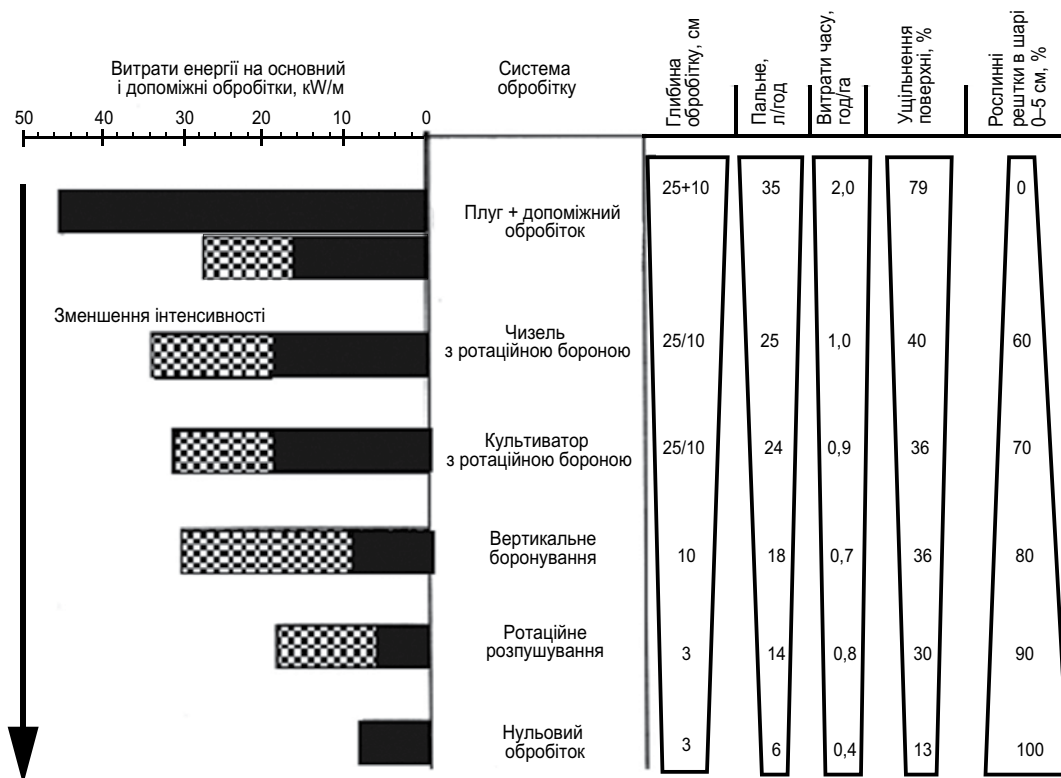 Витрати енергії на основний
і допоміжні обробітки, kW/м
Система
обробітку
Глибина
обробітку, см
Пальне,
л/год
Витрати часу,
год/га
Ущільнення
поверхні, %
Рослинні
рештки в шарі
0–5 см, %
50 40 30 20 10 0
Плуг + допоміжний
обробіток
25+10 35 2,0 79 0
Зменшення інтенсивності
Чизель
з ротаційною бороною
25/10 25 1,0 40 60
Культиватор
з ротаційною бороною
25/10 24 0,9 36 70
Вертикальне
боронування
10 18 0,7 36 80
Ротаційне
розпушування
3 14 0,8 30 90
Нульовий
обробіток
3 6 0,4 13 100